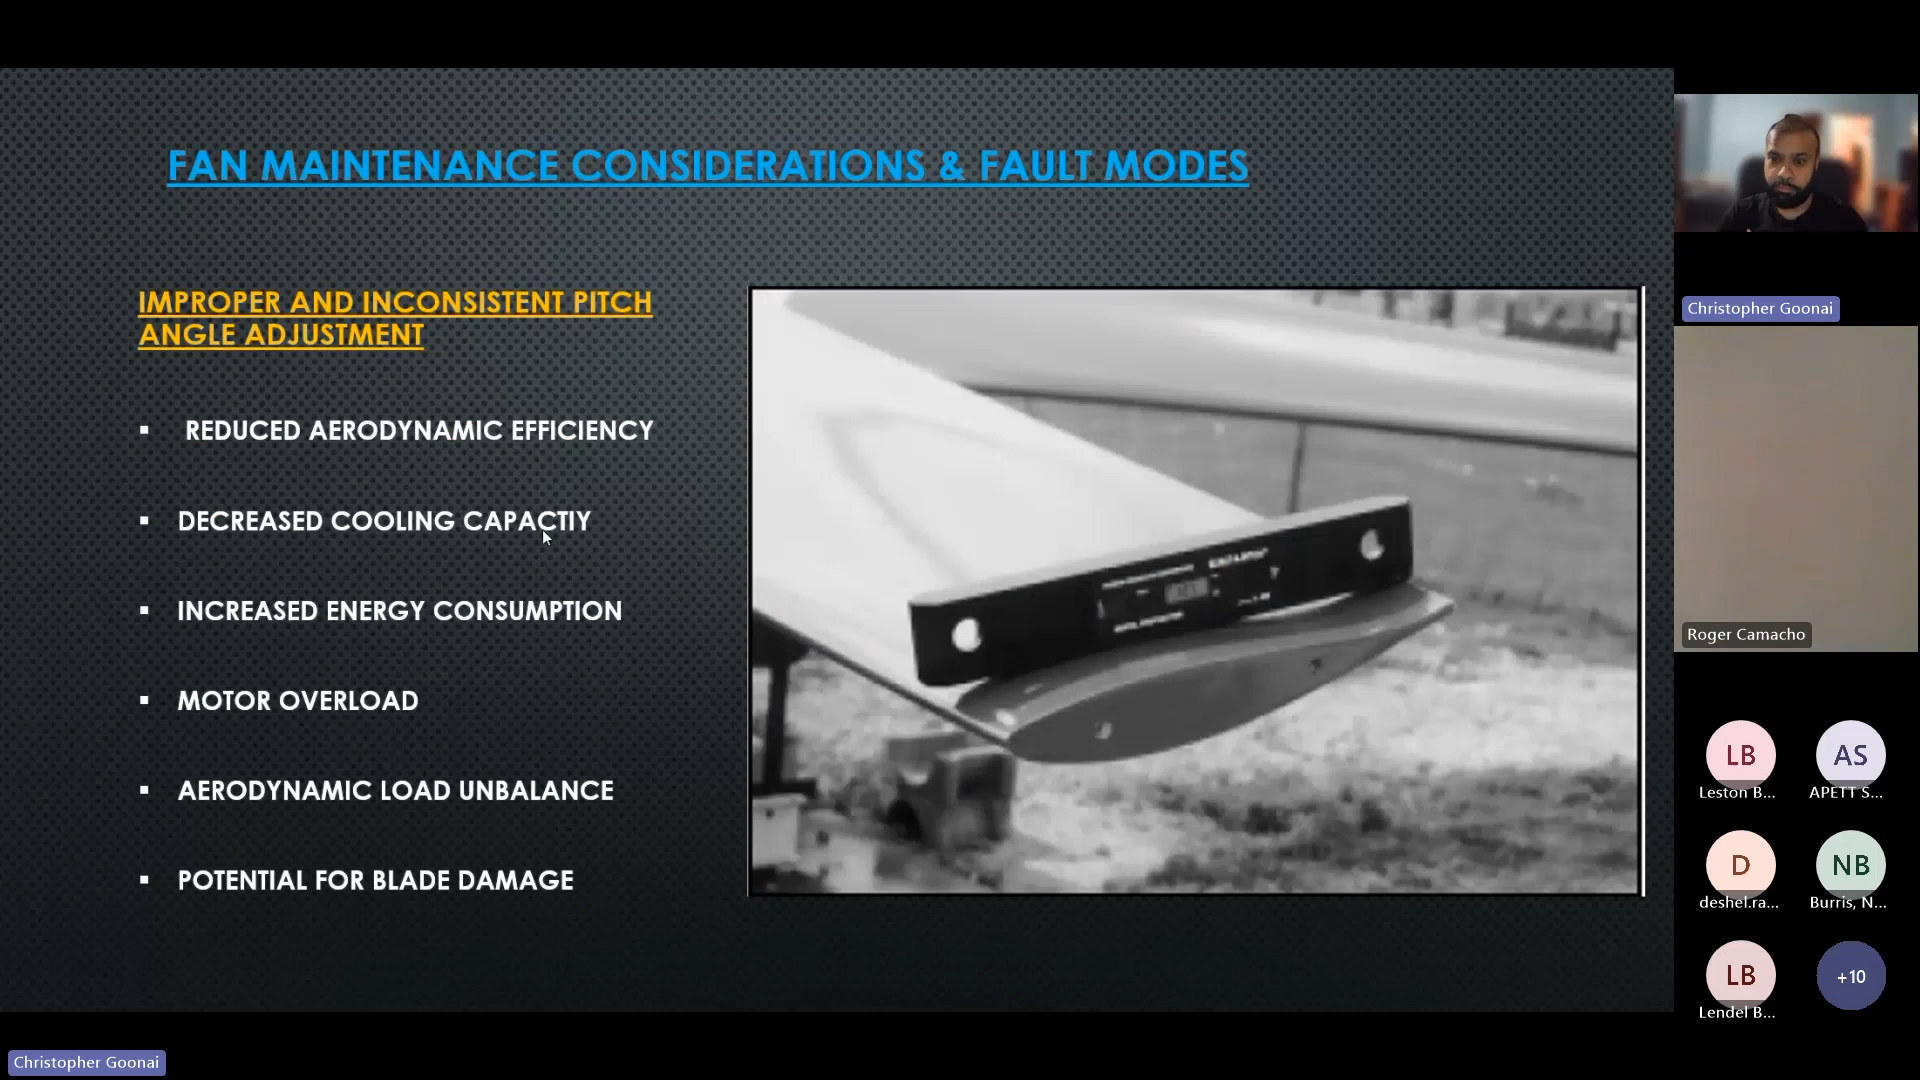 FAN MAINTENANCE CONSIDERATIONS & FAULT MODES
IMPROPER AND INCONSISTENT PITCH
ANGLE ADJUSTMENT
▪ REDUCED AERODYNAMIC EFFICIENCY
▪ DECREASED COOLING CAPACTIY
▪ INCREASED ENERGY CONSUMPTION
▪ MOTOR OVERLOAD
▪ AERODYNAMIC LOAD UNBALANCE
▪ POTENTIAL FOR BLADE DAMAGE
Christopher Goonai
Roger Camacho
LB AS
Leston B... APETT S...
D NB
deshel.ra... Burris, N...
LB +10
Lendel B...
Christopher Goonai